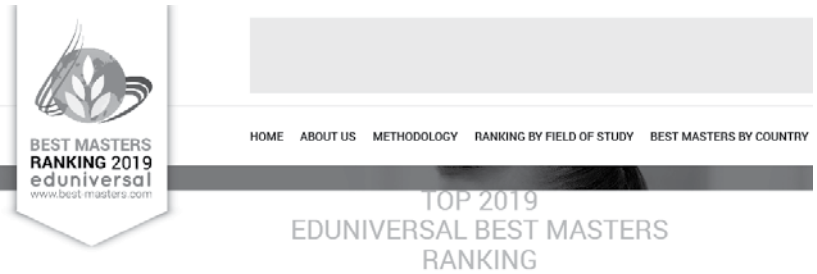 BEST MASTERS
RANKING 2019
eduniversal
www.best-masters.com
HOME ABOUT US METHODOLOGY RANKING BY FIELD OF STUDY BEST MASTERS BY COUNTRY
TOP 2019
EDUNIVERSAL BEST MASTERS
RANKING